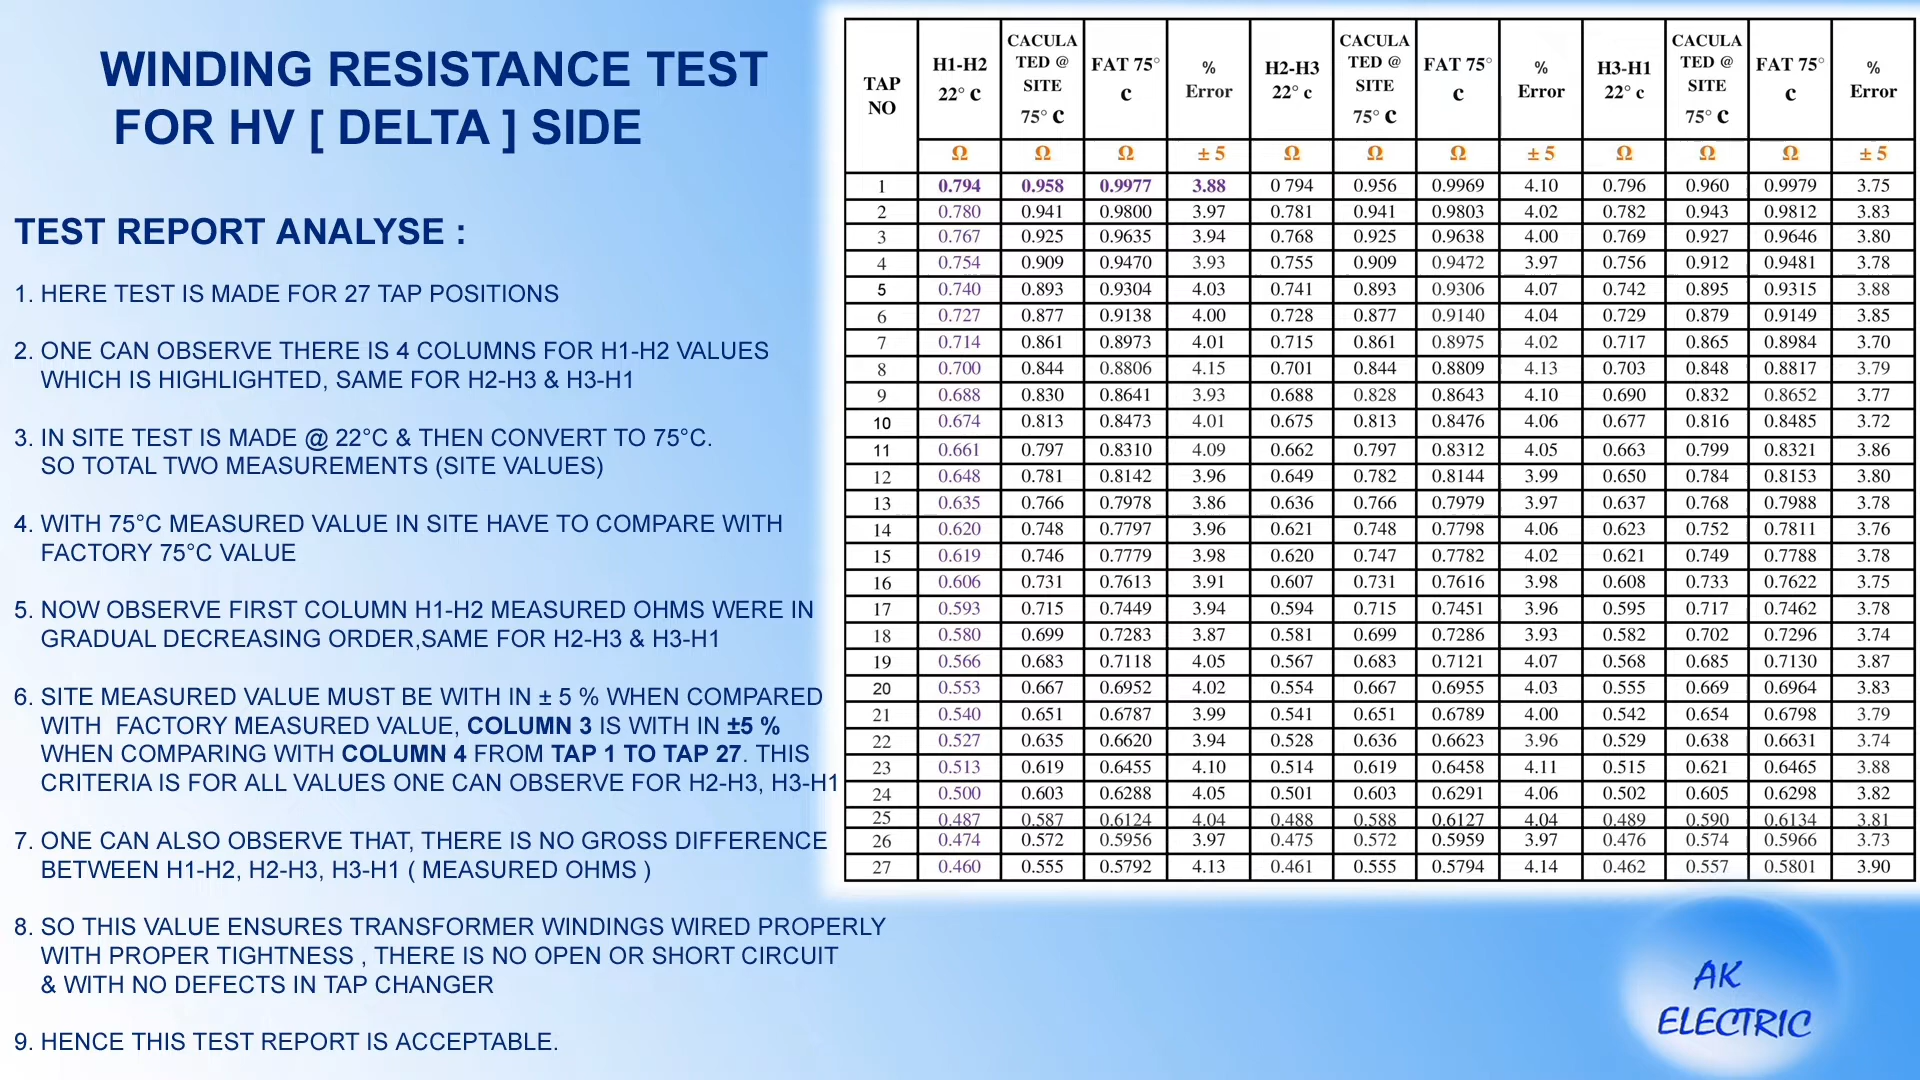 WINDING RESISTANCE TEST
FOR HV [ DELTA ] SIDE
TEST REPORT ANALYSE :
1. HERE TEST IS MADE FOR 27 TAP POSITIONS
2. ONE CAN OBSERVE THERE IS 4 COLUMNS FOR H1-H2 VALUES
WHICH IS HIGHLIGHTED, SAME FOR H2-H3 & H3-H1
3. IN SITE TEST IS MADE @ 22°C & THEN CONVERT TO 75°C.
SO TOTAL TWO MEASUREMENTS (SITE VALUES)
4. WITH 75°C MEASURED VALUE IN SITE HAVE TO COMPARE WITH
FACTORY 75°C VALUE
5. NOW OBSERVE FIRST COLUMN H1-H2 MEASURED OHMS WERE IN
GRADUAL DECREASING ORDER,SAME FOR H2-H3 & H3-H1
6. SITE MEASURED VALUE MUST BE WITH IN ± 5 % WHEN COMPARED
WITH FACTORY MEASURED VALUE, COLUMN 3 IS WITH IN ±5 %
WHEN COMPARING WITH COLUMN 4 FROM TAP 1 TO TAP 27. THIS
CRITERIA IS FOR ALL VALUES ONE CAN OBSERVE FOR H2-H3, H3-H1
7. ONE CAN ALSO OBSERVE THAT, THERE IS NO GROSS DIFFERENCE
BETWEEN H1-H2, H2-H3, H3-H1 ( MEASURED OHMS )
8. SO THIS VALUE ENSURES TRANSFORMER WINDINGS WIRED PROPERLY
WITH PROPER TIGHTNESS , THERE IS NO OPEN OR SHORT CIRCUIT
& WITH NO DEFECTS IN TAP CHANGER
9. HENCE THIS TEST REPORT IS ACCEPTABLE.
TAP NO H1-H2 22° c CACULATED @ SITE 75° c FAT 75° c % Error H2-H3 22° c CACULATED @ SITE 75° c FAT 75° c % Error H3-H1 22° c CACULATED @ SITE 75° c FAT 75° c % Error
Ω Ω Ω ± 5 Ω Ω Ω ± 5 Ω Ω Ω ± 5
1 0.794 0.958 0.9977 3.88 0 794 0.956 0.9969 4.10 0.796 0.960 0.9979 3.75
2 0.780 0.941 0.9800 3.97 0.781 0.941 0.9803 4.02 0.782 0.943 0.9812 3.83
3 0.767 0.925 0.9635 3.94 0.768 0.925 0.9638 4.00 0.769 0.927 0.9646 3.80
4 0.754 0.909 0.9470 3.93 0.755 0.909 0.9472 3.97 0.756 0.912 0.9481 3.78
5 0.740 0.893 0.9304 4.03 0.741 0.893 0.9306 4.07 0.742 0.895 0.9315 3.88
6 0.727 0.877 0.9138 4.00 0.728 0.877 0.9140 4.04 0.729 0.879 0.9149 3.85
7 0.714 0.861 0.8973 4.01 0.715 0.861 0.8975 4.02 0.717 0.865 0.8984 3.70
8 0.700 0.844 0.8806 4.15 0.701 0.844 0.8809 4.13 0.703 0.848 0.8817 3.79
9 0.688 0.830 0.8641 3.93 0.688 0.828 0.8643 4.10 0.690 0.832 0.8652 3.77
10 0.674 0.813 0.8473 4.01 0.675 0.813 0.8476 4.06 0.677 0.816 0.8485 3.72
11 0.661 0.797 0.8310 4.09 0.662 0.797 0.8312 4.05 0.663 0.799 0.8321 3.86
12 0.648 0.781 0.8142 3.96 0.649 0.782 0.8144 3.99 0.650 0.784 0.8153 3.80
13 0.635 0.766 0.7978 3.86 0.636 0.766 0.7979 3.97 0.637 0.768 0.7988 3.78
14 0.620 0.748 0.7797 3.96 0.621 0.748 0.7798 4.06 0.623 0.752 0.7811 3.76
15 0.619 0.746 0.7779 3.98 0.620 0.747 0.7782 4.02 0.621 0.749 0.7788 3.78
16 0.606 0.731 0.7613 3.91 0.607 0.731 0.7616 3.98 0.608 0.733 0.7622 3.75
17 0.593 0.715 0.7449 3.94 0.594 0.715 0.7451 3.96 0.595 0.717 0.7462 3.78
18 0.580 0.699 0.7283 3.87 0.581 0.699 0.7286 3.93 0.582 0.702 0.7296 3.74
19 0.566 0.683 0.7118 4.05 0.567 0.683 0.7121 4.07 0.568 0.685 0.7130 3.87
20 0.553 0.667 0.6952 4.02 0.554 0.667 0.6955 4.03 0.555 0.669 0.6964 3.83
21 0.540 0.651 0.6787 3.99 0.541 0.651 0.6789 4.00 0.542 0.654 0.6798 3.79
22 0.527 0.635 0.6620 3.94 0.528 0.636 0.6623 3.96 0.529 0.638 0.6631 3.74
23 0.513 0.619 0.6455 4.10 0.514 0.619 0.6458 4.11 0.515 0.621 0.6465 3.88
24 0.500 0.603 0.6288 4.05 0.501 0.603 0.6291 4.06 0.502 0.605 0.6298 3.82
25 0.487 0.587 0.6124 4.04 0.488 0.588 0.6127 4.04 0.489 0.590 0.6134 3.81
26 0.474 0.572 0.5956 3.97 0.475 0.572 0.5959 3.97 0.476 0.574 0.5966 3.73
27 0.460 0.555 0.5792 4.13 0.461 0.555 0.5794 4.14 0.462 0.557 0.5801 3.90
AK
ELECTRIC